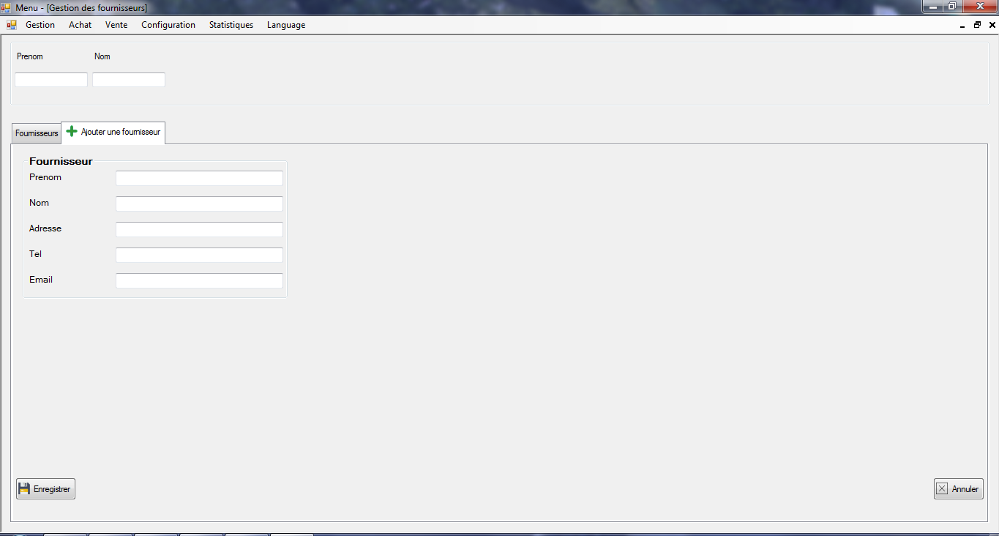 Menu - [Gestion des fournisseurs]
Gestion Achat Vente Configuration Statistiques Language
Prenom Nom
Fournisseurs Ajouter une fournisseur
Fournisseur
Prenom
Nom
Adresse
Tel
Email
Enregistrer Annuler